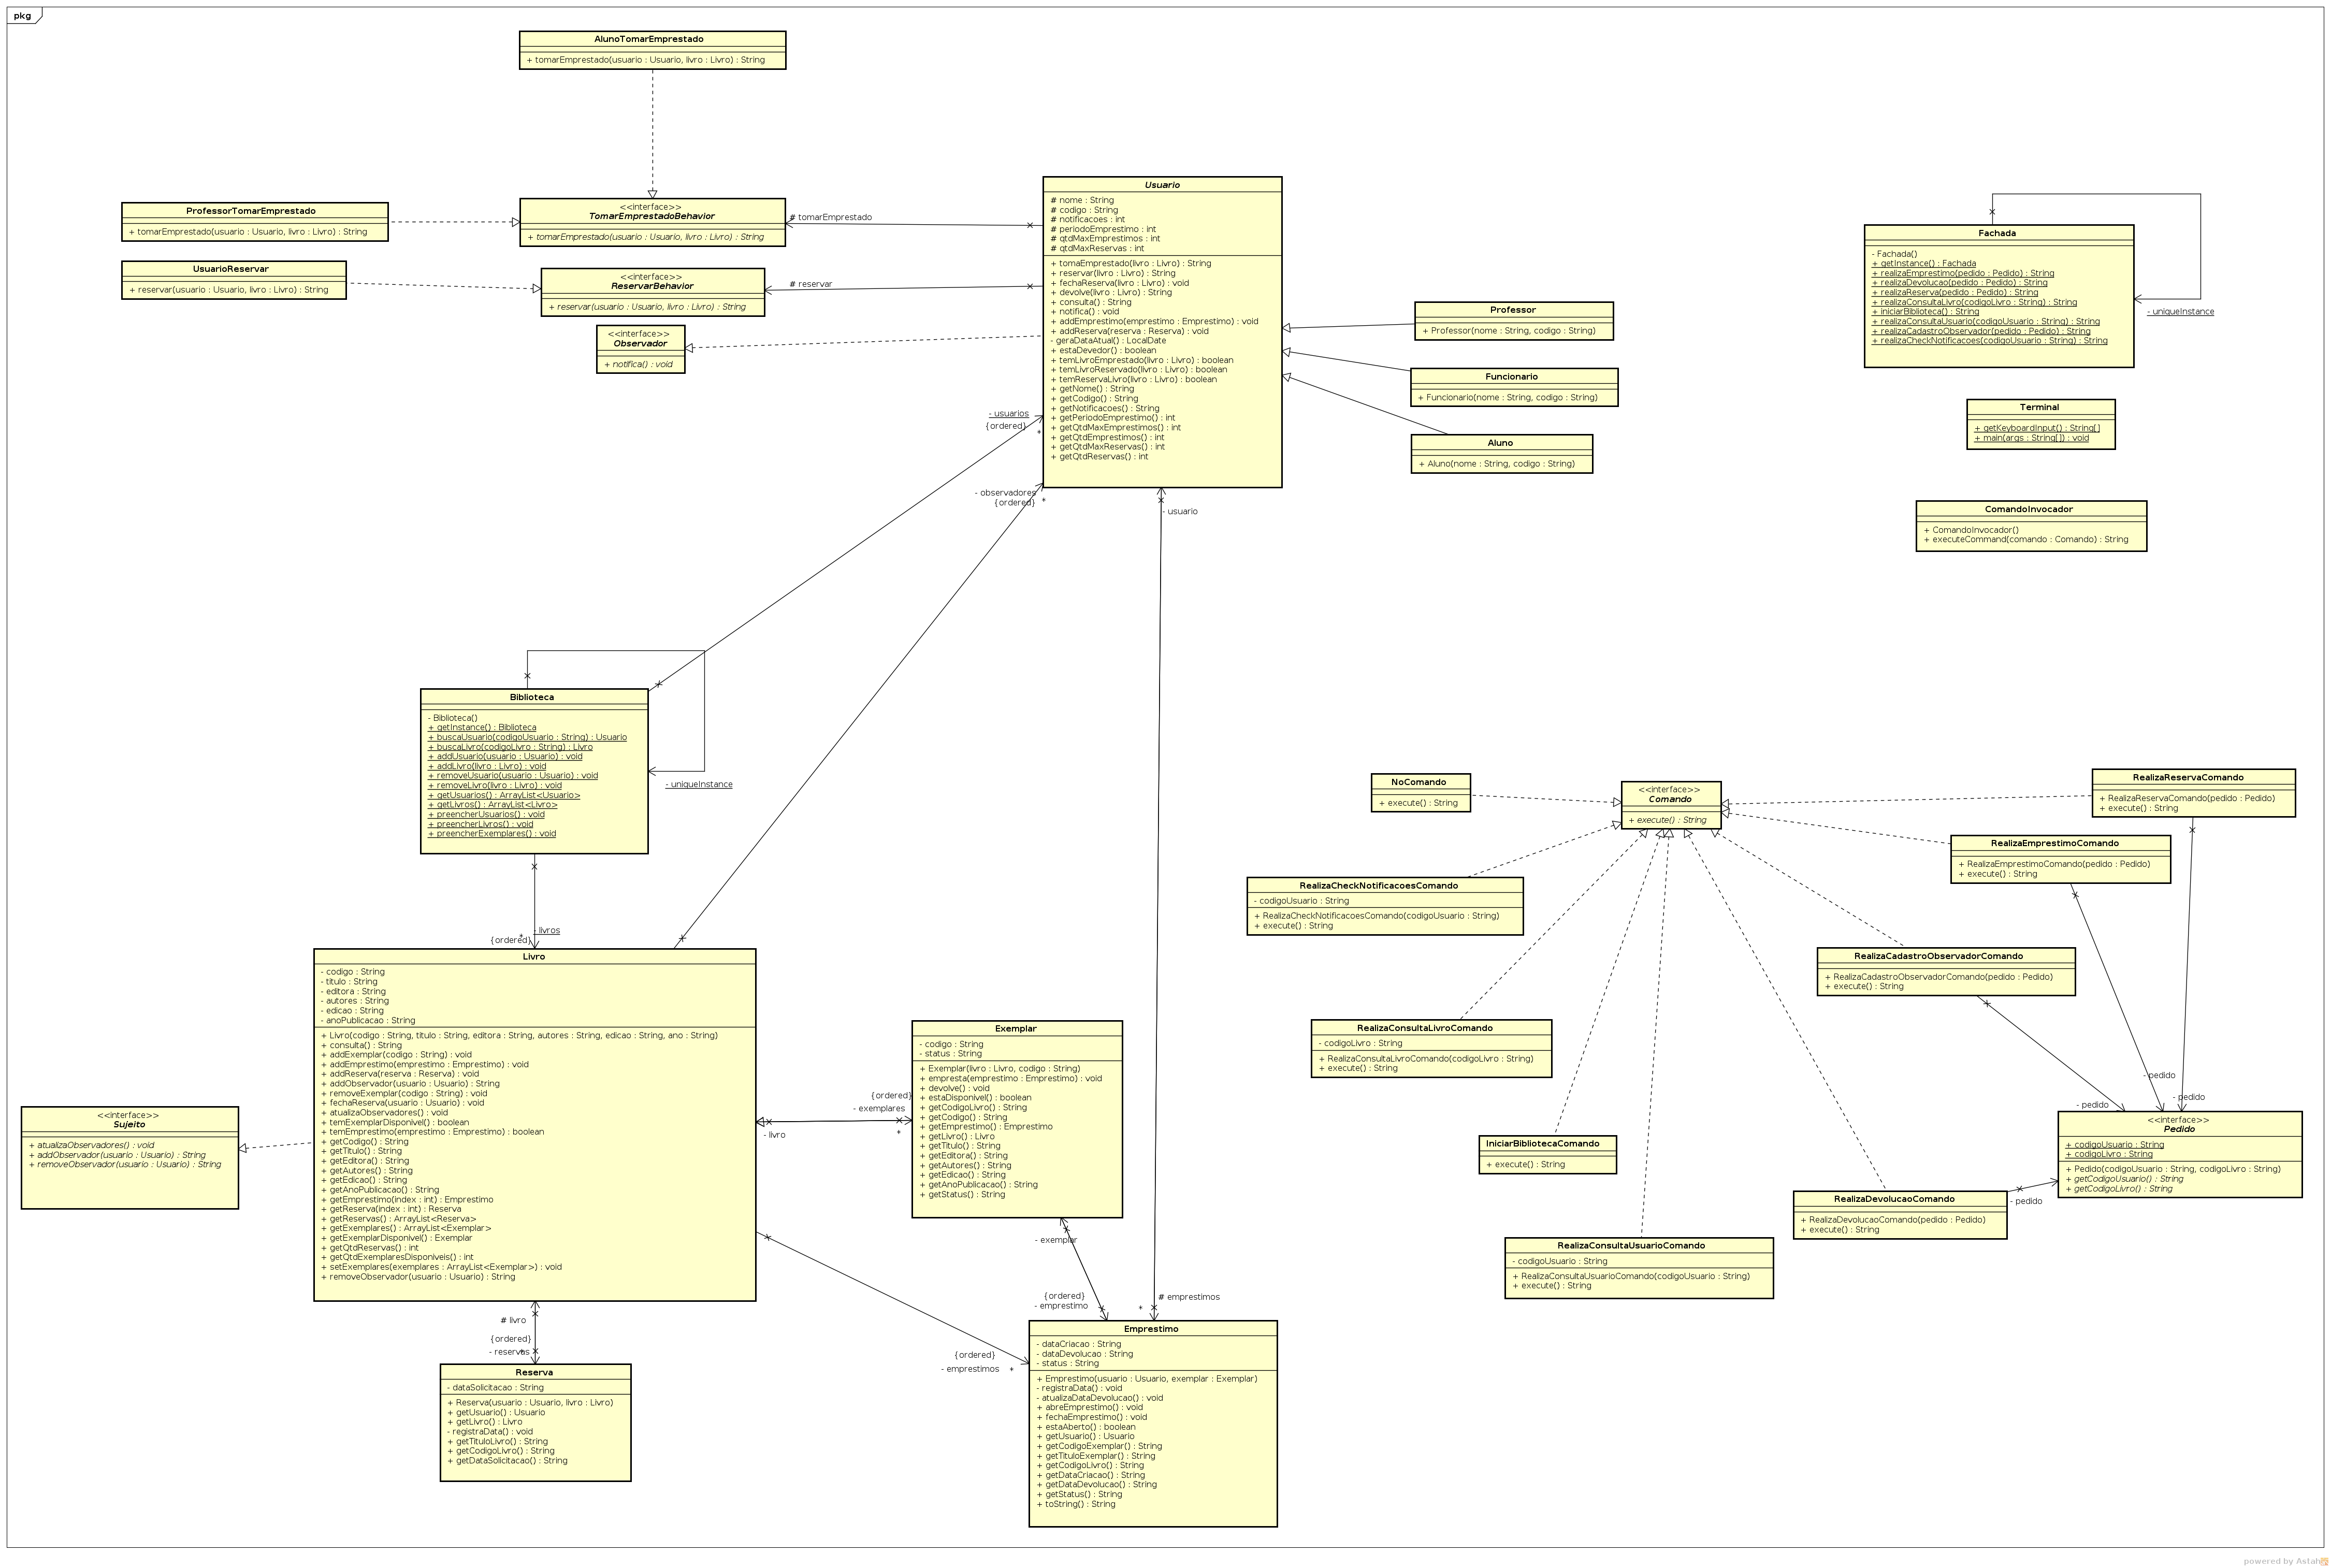 pkg
AlunoTomarEmprestado
+ tomarEmprestado(usuario : Usuario, livro : Livro) : String
ProfessorTomarEmprestado
+ tomarEmprestado(usuario : Usuario, livro : Livro) : String
<<interface>>
TomarEmprestadoBehavior
+ tomarEmprestado(usuario : Usuario, livro : Livro) : String
# tomarEmprestado
UsuarioReservar
+ reservar(usuario : Usuario, livro : Livro) : String
<<interface>>
ReservarBehavior
+ reservar(usuario : Usuario, livro : Livro) : String
# reservar
<<interface>>
Observador
+ notifica() : void
Usuario
# nome : String
# codigo : String
# notificacoes : int
# periodoEmprestimo : int
# qtdMaxEmprestimos : int
# qtdMaxReservas : int
+ tomaEmprestado(livro : Livro) : String
+ reservar(livro : Livro) : String
+ fechaReserva(livro : Livro) : void
+ devolve(livro : Livro) : String
+ consulta() : String
+ notifica() : void
+ addEmprestimo(emprestimo : Emprestimo) : void
+ addReserva(reserva : Reserva) : void
- geraDataAtual() : LocalDate
+ estaDevedor() : boolean
+ temLivroEmprestado(livro : Livro) : boolean
+ temLivroReservado(livro : Livro) : boolean
+ temReservaLivro(livro : Livro) : boolean
+ getNome() : String
+ getCodigo() : String
+ getNotificacoes() : String
+ getPeriodoEmprestimo() : int
+ getQtdMaxEmprestimos() : int
+ getQtdEmprestimos() : int
+ getQtdMaxReservas() : int
+ getQtdReservas() : int
- usuarios
{ordered}
*
- observadores
{ordered}
*
- usuario
Professor
+ Professor(nome : String, codigo : String)
Funcionario
+ Funcionario(nome : String, codigo : String)
Aluno
+ Aluno(nome : String, codigo : String)
Fachada
- Fachada()
+ getInstance() : Fachada
+ realizaEmprestimo(pedido : Pedido) : String
+ realizaDevolucao(pedido : Pedido) : String
+ realizaReserva(pedido : Pedido) : String
+ realizaConsultaLivro(codigoLivro : String) : String
+ iniciarBiblioteca() : String
+ realizaConsultaUsuario(codigoUsuario : String) : String
+ realizaCadastroObservador(pedido : Pedido) : String
+ realizaCheckNotificacoes(codigoUsuario : String) : String
- uniqueInstance
Terminal
+ getKeyboardInput() : String[]
+ main(args : String[]) : void
ComandoInvocador
+ ComandoInvocador()
+ executeCommand(comando : Comando) : String
Biblioteca
- Biblioteca()
+ getInstance() : Biblioteca
+ buscaUsuario(codigoUsuario : String) : Usuario
+ buscaLivro(codigoLivro : String) : Livro
+ addUsuario(usuario : Usuario) : void
+ addLivro(livro : Livro) : void
+ removeUsuario(usuario : Usuario) : void
+ removeLivro(livro : Livro) : void
+ getUsuarios() : ArrayList<Usuario>
+ getLivros() : ArrayList<Livro>
+ preencherUsuarios() : void
+ preencherLivros() : void
+ preencherExemplares() : void
- uniqueInstance
* - livros
{ordered}
Livro
- codigo : String
- titulo : String
- editora : String
- autores : String
- edicao : String
- anoPublicacao : String
+ Livro(codigo : String, titulo : String, editora : String, autores : String, edicao : String, ano : String)
+ consulta() : String
+ addExemplar(codigo : String) : void
+ addEmprestimo(emprestimo : Emprestimo) : void
+ addReserva(reserva : Reserva) : void
+ addObservador(usuario : Usuario) : String
+ removeExemplar(codigo : String) : void
+ fechaReserva(usuario : Usuario) : void
+ atualizaObservadores() : void
+ temExemplarDisponivel() : boolean
+ temEmprestimo(emprestimo : Emprestimo) : boolean
+ getCodigo() : String
+ getTitulo() : String
+ getEditora() : String
+ getAutores() : String
+ getEdicao() : String
+ getAnoPublicacao() : String
+ getEmprestimo(index : int) : Emprestimo
+ getReserva(index : int) : Reserva
+ getReservas() : ArrayList<Reserva>
+ getExemplares() : ArrayList<Exemplar>
+ getExemplarDisponivel() : Exemplar
+ getQtdReservas() : int
+ getQtdExemplaresDisponiveis() : int
+ setExemplares(exemplares : ArrayList<Exemplar>) : void
+ removeObservador(usuario : Usuario) : String
<<interface>>
Sujeito
+ atualizaObservadores() : void
+ addObservador(usuario : Usuario) : String
+ removeObservador(usuario : Usuario) : String
# livro
{ordered}
- reservas
*
Reserva
- dataSolicitacao : String
+ Reserva(usuario : Usuario, livro : Livro)
+ getUsuario() : Usuario
+ getLivro() : Livro
- registraData() : void
+ getTituloLivro() : String
+ getCodigoLivro() : String
+ getDataSolicitacao() : String
- livro
{ordered}
- exemplares
*
Exemplar
- codigo : String
- status : String
+ Exemplar(livro : Livro, codigo : String)
+ empresta(emprestimo : Emprestimo) : void
+ devolve() : void
+ estaDisponivel() : boolean
+ getCodigoLivro() : String
+ getCodigo() : String
+ getEmprestimo() : Emprestimo
+ getLivro() : Livro
+ getTitulo() : String
+ getEditora() : String
+ getAutores() : String
+ getEdicao() : String
+ getAnoPublicacao() : String
+ getStatus() : String
- exemplar
{ordered}
- emprestimo
# emprestimos
*
{ordered}
- emprestimos *
Emprestimo
- dataCriacao : String
- dataDevolucao : String
- status : String
+ Emprestimo(usuario : Usuario, exemplar : Exemplar)
- registraData() : void
- atualizaDataDevolucao() : void
+ abreEmprestimo() : void
+ fechaEmprestimo() : void
+ estaAberto() : boolean
+ getUsuario() : Usuario
+ getCodigoExemplar() : String
+ getTituloExemplar() : String
+ getCodigoLivro() : String
+ getDataCriacao() : String
+ getDataDevolucao() : String
+ getStatus() : String
+ toString() : String
NoComando
+ execute() : String
<<interface>>
Comando
+ execute() : String
RealizaReservaComando
+ RealizaReservaComando(pedido : Pedido)
+ execute() : String
RealizaEmprestimoComando
+ RealizaEmprestimoComando(pedido : Pedido)
+ execute() : String
RealizaCheckNotificacoesComando
- codigoUsuario : String
+ RealizaCheckNotificacoesComando(codigoUsuario : String)
+ execute() : String
RealizaCadastroObservadorComando
+ RealizaCadastroObservadorComando(pedido : Pedido)
+ execute() : String
RealizaConsultaLivroComando
- codigoLivro : String
+ RealizaConsultaLivroComando(codigoLivro : String)
+ execute() : String
IniciarBibliotecaComando
+ execute() : String
- pedido
- pedido
- pedido
<<interface>>
Pedido
+ codigoUsuario : String
+ codigoLivro : String
+ Pedido(codigoUsuario : String, codigoLivro : String)
+ getCodigoUsuario() : String
+ getCodigoLivro() : String
RealizaDevolucaoComando
+ RealizaDevolucaoComando(pedido : Pedido)
+ execute() : String
- pedido
RealizaConsultaUsuarioComando
- codigoUsuario : String
+ RealizaConsultaUsuarioComando(codigoUsuario : String)
+ execute() : String
powered by Astah